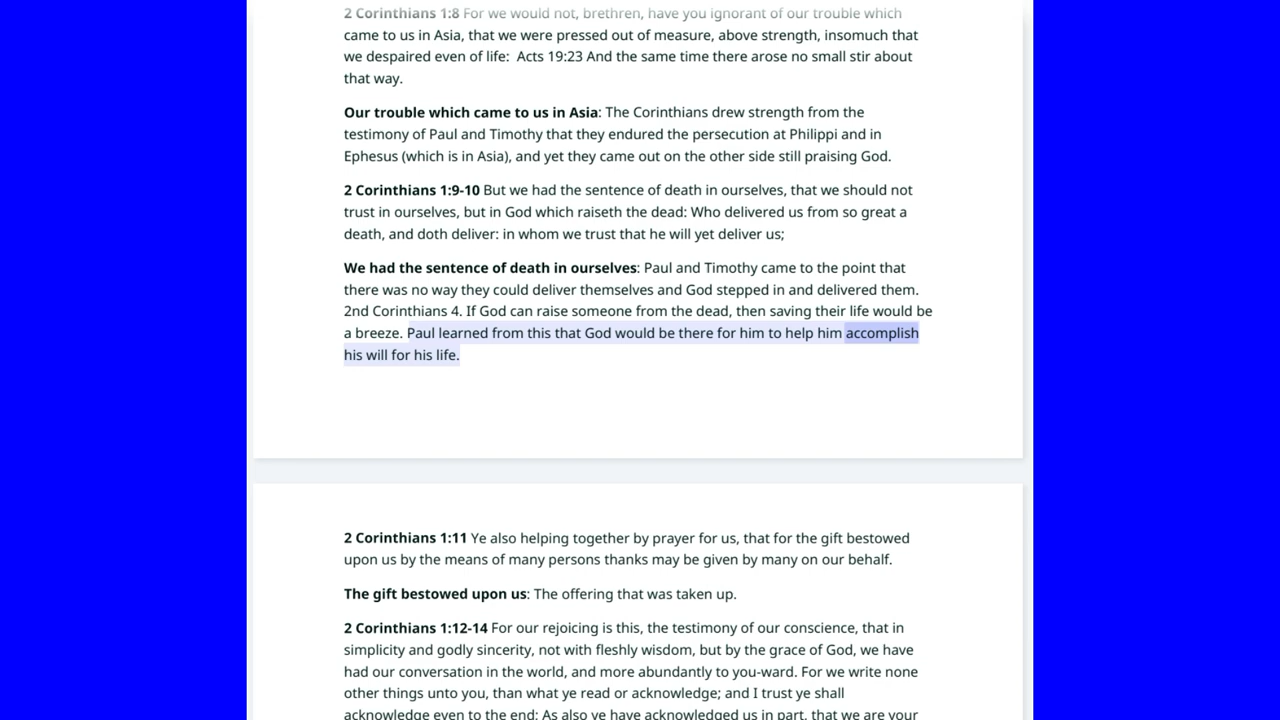 2 Corinthians 1:8 For we would not, brethren, have you ignorant of our trouble which
came to us in Asia, that we were pressed out of measure, above strength, insomuch that
we despaired even of life:  Acts 19:23 And the same time there arose no small stir about
that way.
Our trouble which came to us in Asia: The Corinthians drew strength from the
testimony of Paul and Timothy that they endured the persecution at Philippi and in
Ephesus (which is in Asia), and yet they came out on the other side still praising God.
2 Corinthians 1:9-10 But we had the sentence of death in ourselves, that we should not
trust in ourselves, but in God which raiseth the dead: Who delivered us from so great a
death, and doth deliver: in whom we trust that he will yet deliver us;
We had the sentence of death in ourselves: Paul and Timothy came to the point that
there was no way they could deliver themselves and God stepped in and delivered them.
2nd Corinthians 4. If God can raise someone from the dead, then saving their life would be
a breeze. Paul learned from this that God would be there for him to help him accomplish
his will for his life.
2 Corinthians 1:11 Ye also helping together by prayer for us, that for the gift bestowed
upon us by the means of many persons thanks may be given by many on our behalf.
The gift bestowed upon us: The offering that was taken up.
2 Corinthians 1:12-14 For our rejoicing is this, the testimony of our conscience, that in
simplicity and godly sincerity, not with fleshly wisdom, but by the grace of God, we have
had our conversation in the world, and more abundantly to you-ward. For we write none
other things unto you, than what ye read or acknowledge; and I trust ye shall
acknowledge even to the end; As also ye have acknowledged us in part, that we are your